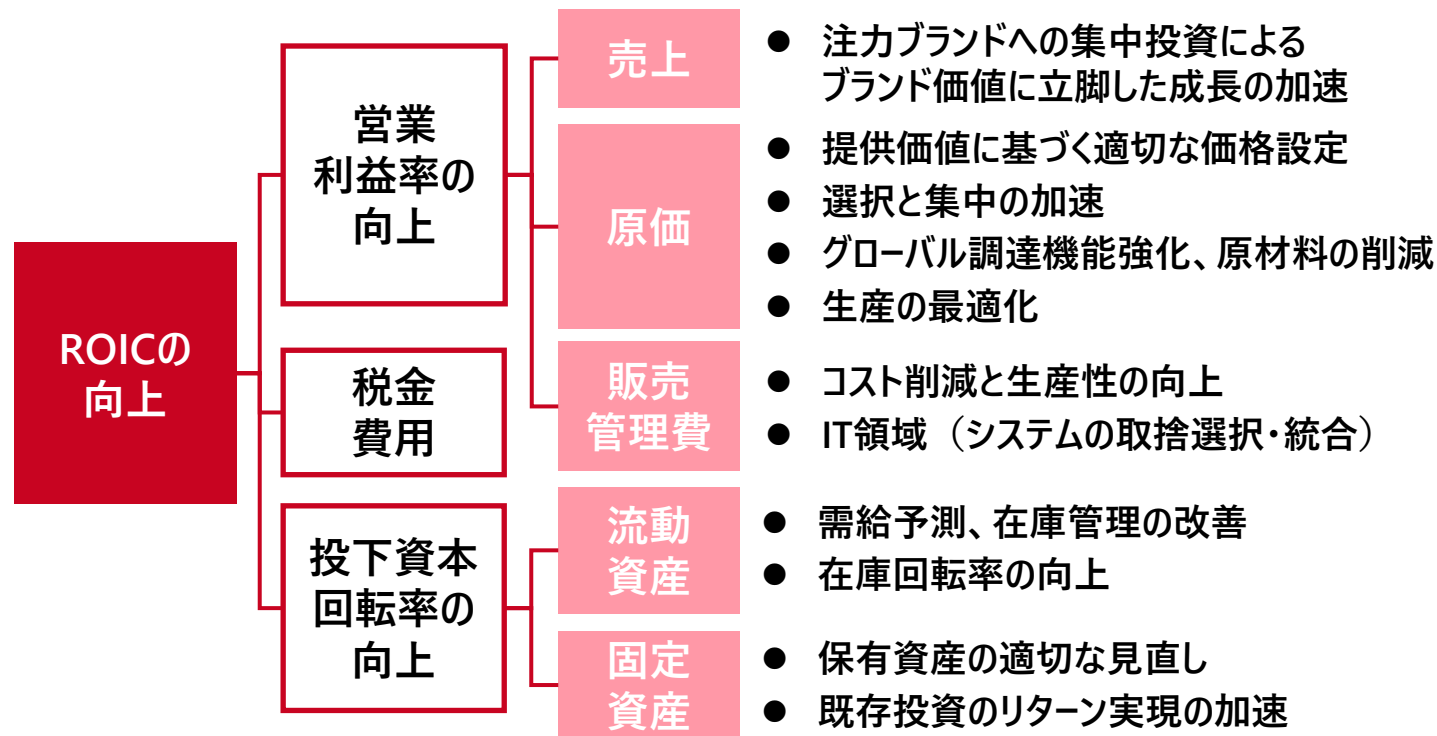 ROICの
向上
営業
利益率の
向上
税金
費用
投下資本
回転率の
向上
売上
● 注力ブランドへの集中投資による
ブランド価値に立脚した成長の加速
原価
● 提供価値に基づく適切な価格設定
● 選択と集中の加速
● グローバル調達機能強化、原材料の削減
● 生産の最適化
販売
管理費
● コスト削減と生産性の向上
● IT領域（システムの取捨選択・統合）
流動
資産
● 需給予測、在庫管理の改善
● 在庫回転率の向上
固定
資産
● 保有資産の適切な見直し
● 既存投資のリターン実現の加速